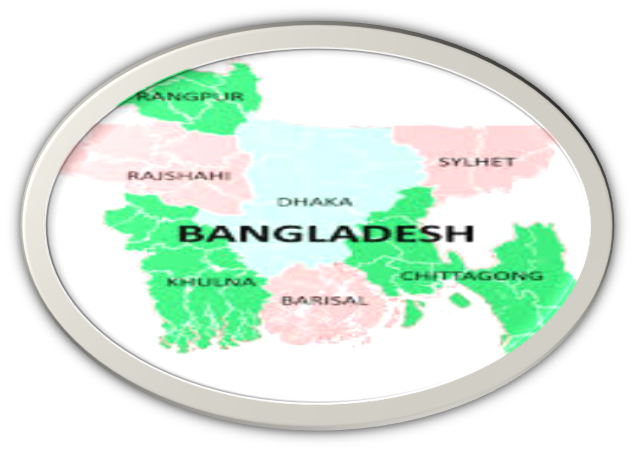 RANGPUR
RAJSHAHI
SYLHET
DHAKA
BANGLADESH
KHULNA
CHITTAGONG
BARISAL